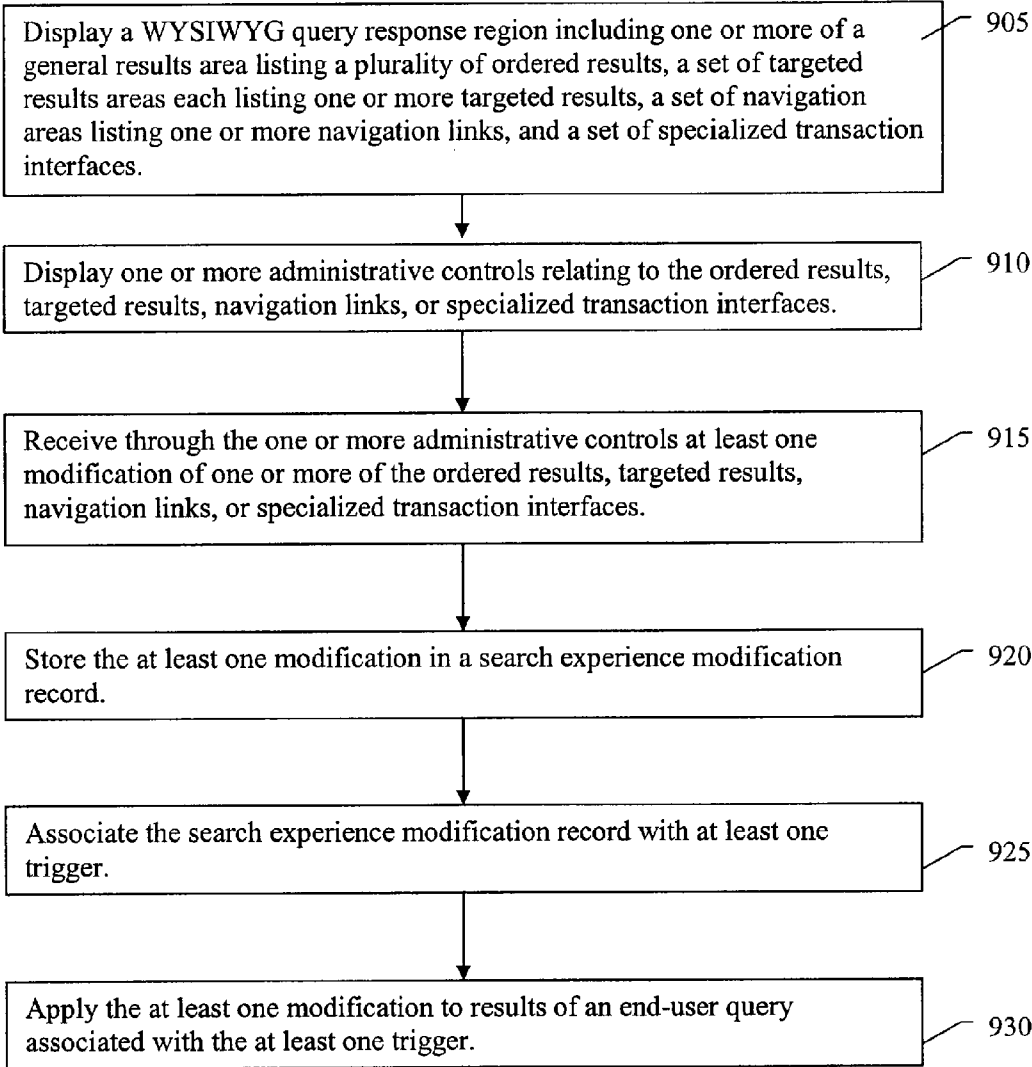 Display a WYSIWYG query response region including one or more of a
general results area listing a plurality of ordered results, a set of targeted
results areas each listing one or more targeted results, a set of navigation
areas listing one or more navigation links, and a set of specialized transaction
interfaces.
905
Display one or more administrative controls relating to the ordered results,
targeted results, navigation links, or specialized transaction interfaces.
910
Receive through the one or more administrative controls at least one
modification of one or more of the ordered results, targeted results,
navigation links, or specialized transaction interfaces.
915
Store the at least one modification in a search experience modification
record.
920
Associate the search experience modification record with at least one
trigger.
925
Apply the at least one modification to results of an end-user query
associated with the at least one trigger.
930